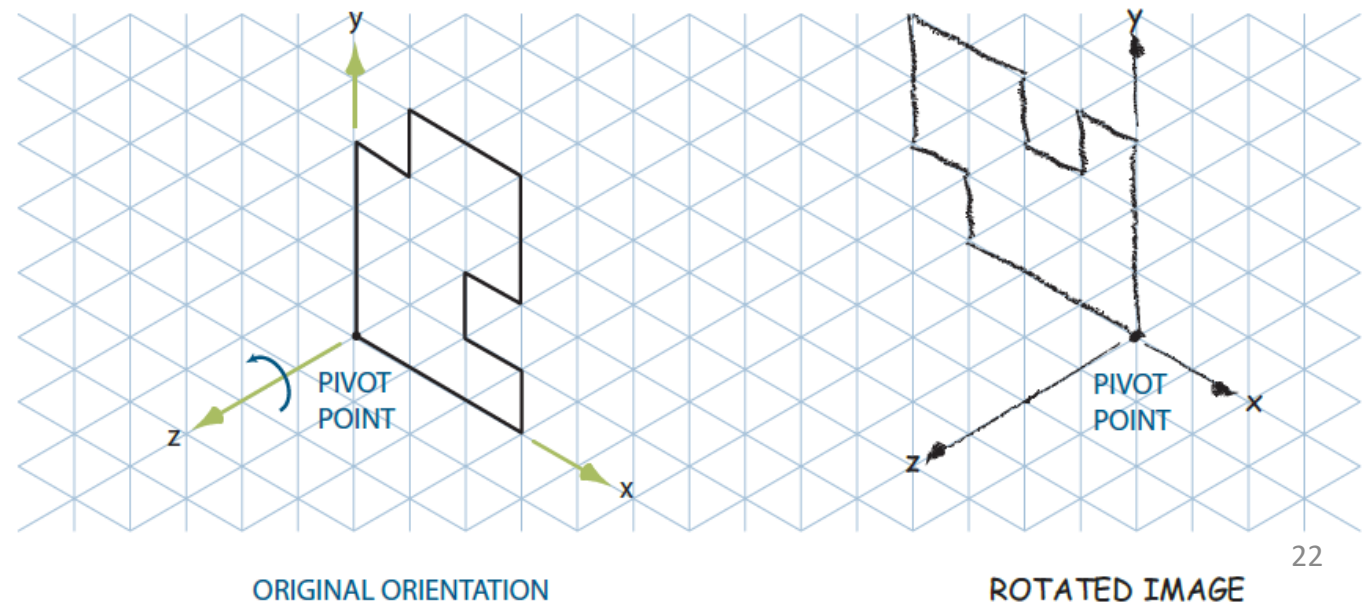 y
PIVOT
POINT
z
x
ORIGINAL ORIENTATION
Y
PIVOT
POINT
z
x
22
ROTATED IMAGE